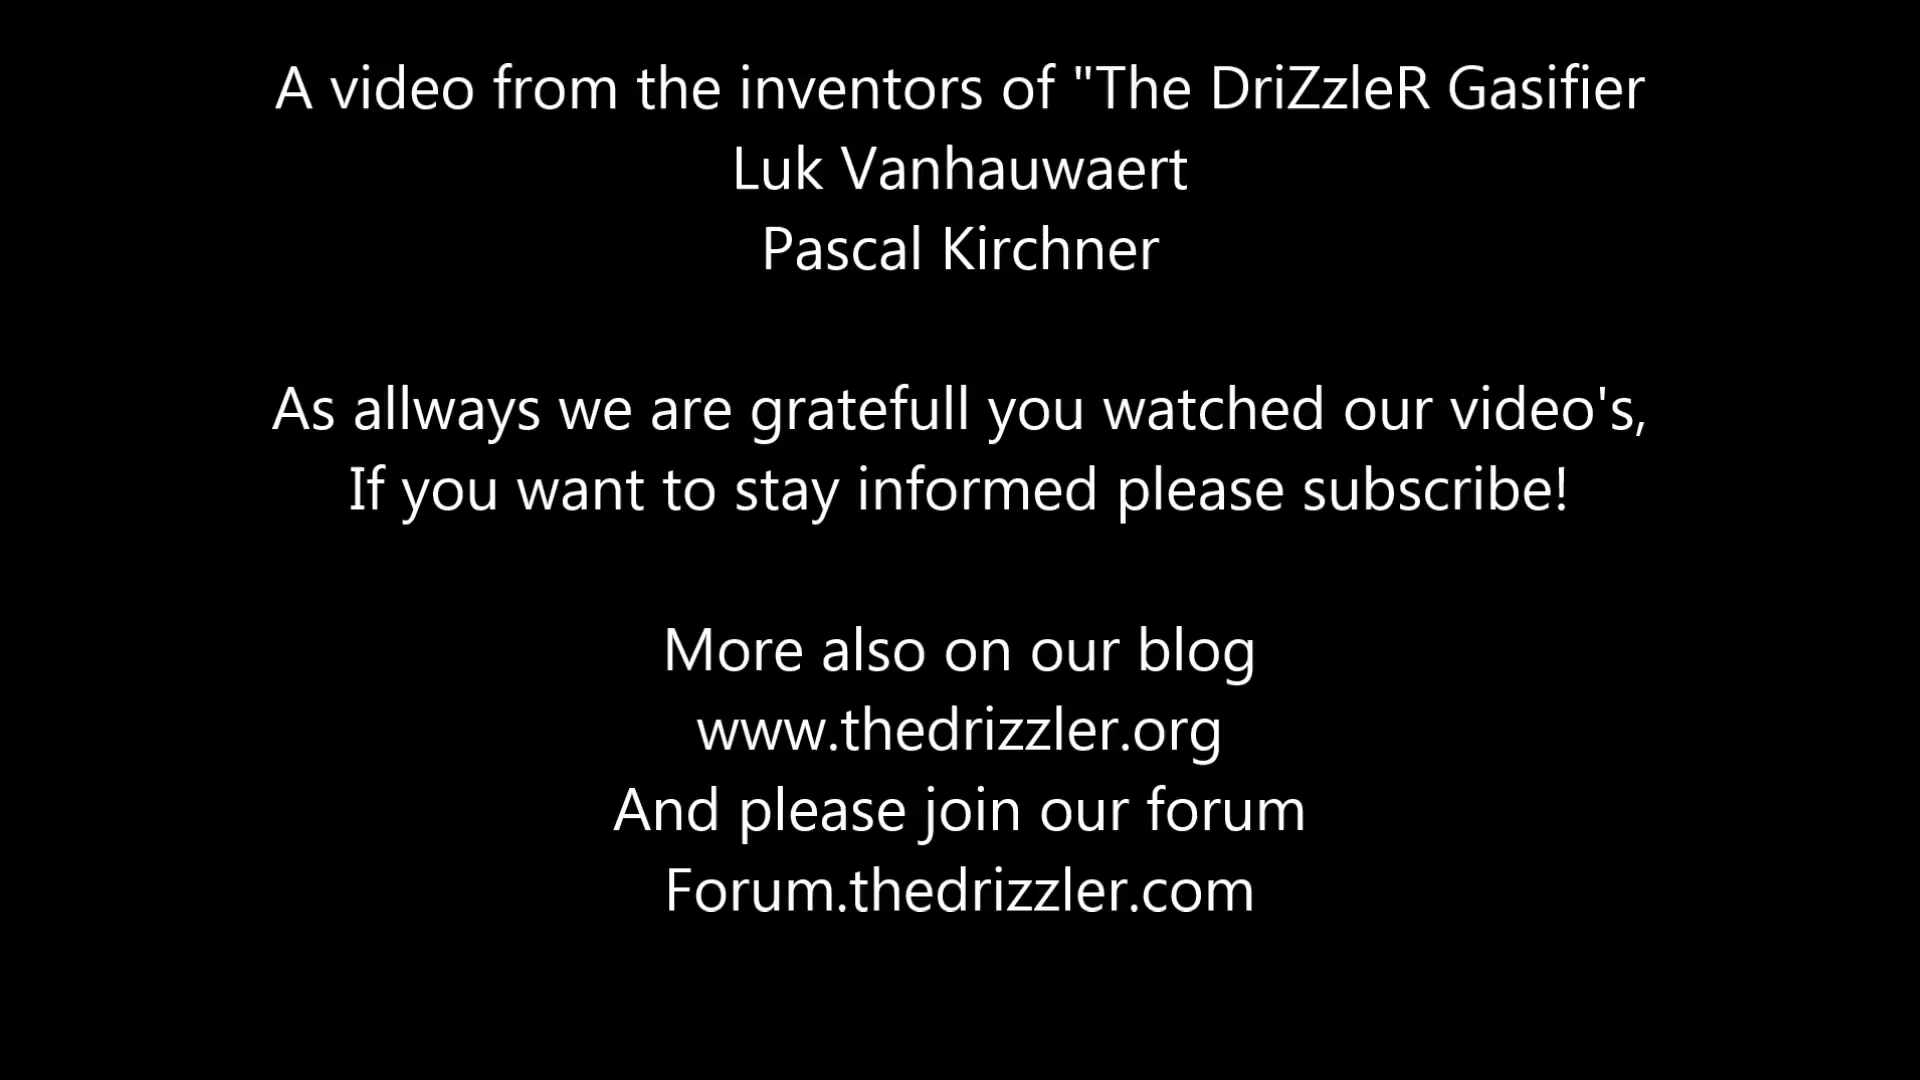 A video from the inventors of "The DriZzleR Gasifier
Luk Vanhauwaert
Pascal Kirchner
As allways we are gratefull you watched our video's,
If you want to stay informed please subscribe!
More also on our blog
www.thedrizzler.org
And please join our forum
Forum.thedrizzler.com